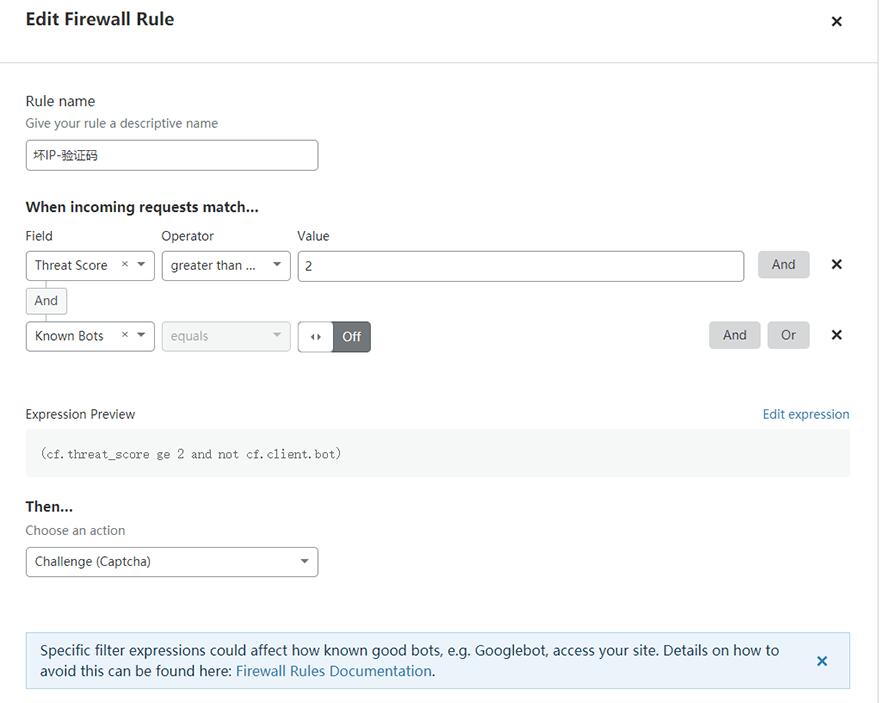 Edit Firewall Rule
Rule name
Give your rule a descriptive name
坏IP-验证码
When incoming requests match...
Field Operator Value
Threat Score × greater than ... 2 And
And
Known Bots × equals Off And Or
Expression Preview Edit expression
(cf.threat_score ge 2 and not cf.client.bot)
Then...
Choose an action
Challenge (Captcha)
Specific filter expressions could affect how known good bots, e.g. Googlebot, access your site. Details on how to
avoid this can be found here: Firewall Rules Documentation.